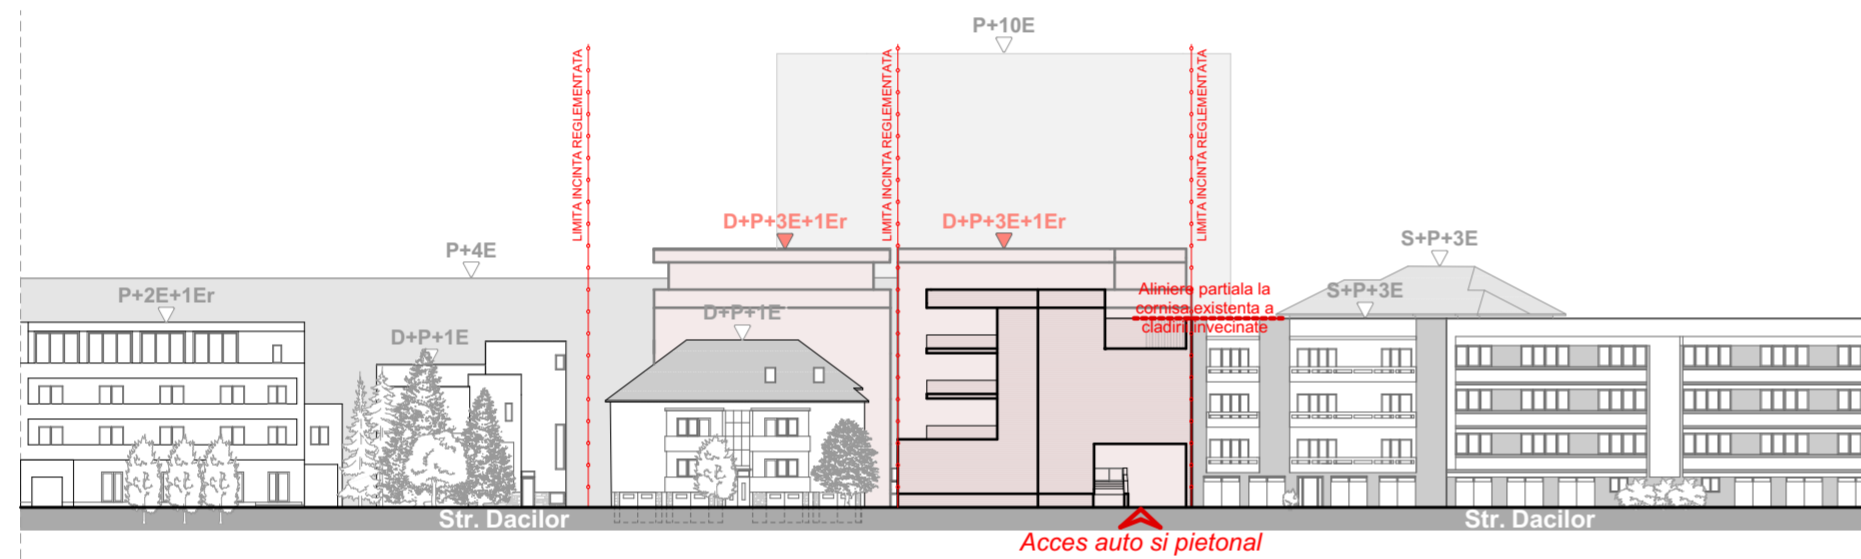 P+10E
LIMITA INCINTA REGLEMENTATA
LIMITA INCINTA REGLEMENTATA
LIMITA INCINTA REGLEMENTATA
D+P+3E+1Er
D+P+3E+1Er
P+4E
S+P+3E
P+2E+1Er
D+P+1E
D+P+1E
Aliniere partiala la
cornisa existenta a
cladirii invecinate
S+P+3E
Str. Dacilor
Str. Dacilor
Acces auto si pietonal